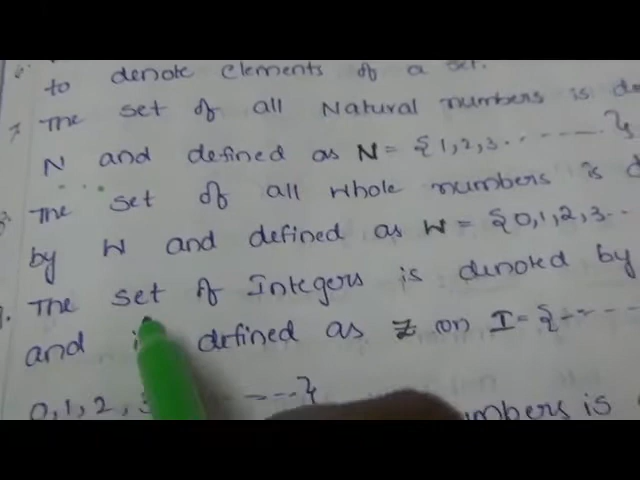 to denote elements of a set.
7. The set of all Natural numbers is
N and defined as N = {1,2,3.........}
The set of all whole numbers is
by W and defined as W = {0,1,2,3..
The set of Integers is denoted by
and defined as Z on I = {-----
0,1,2, .....}
numbers is